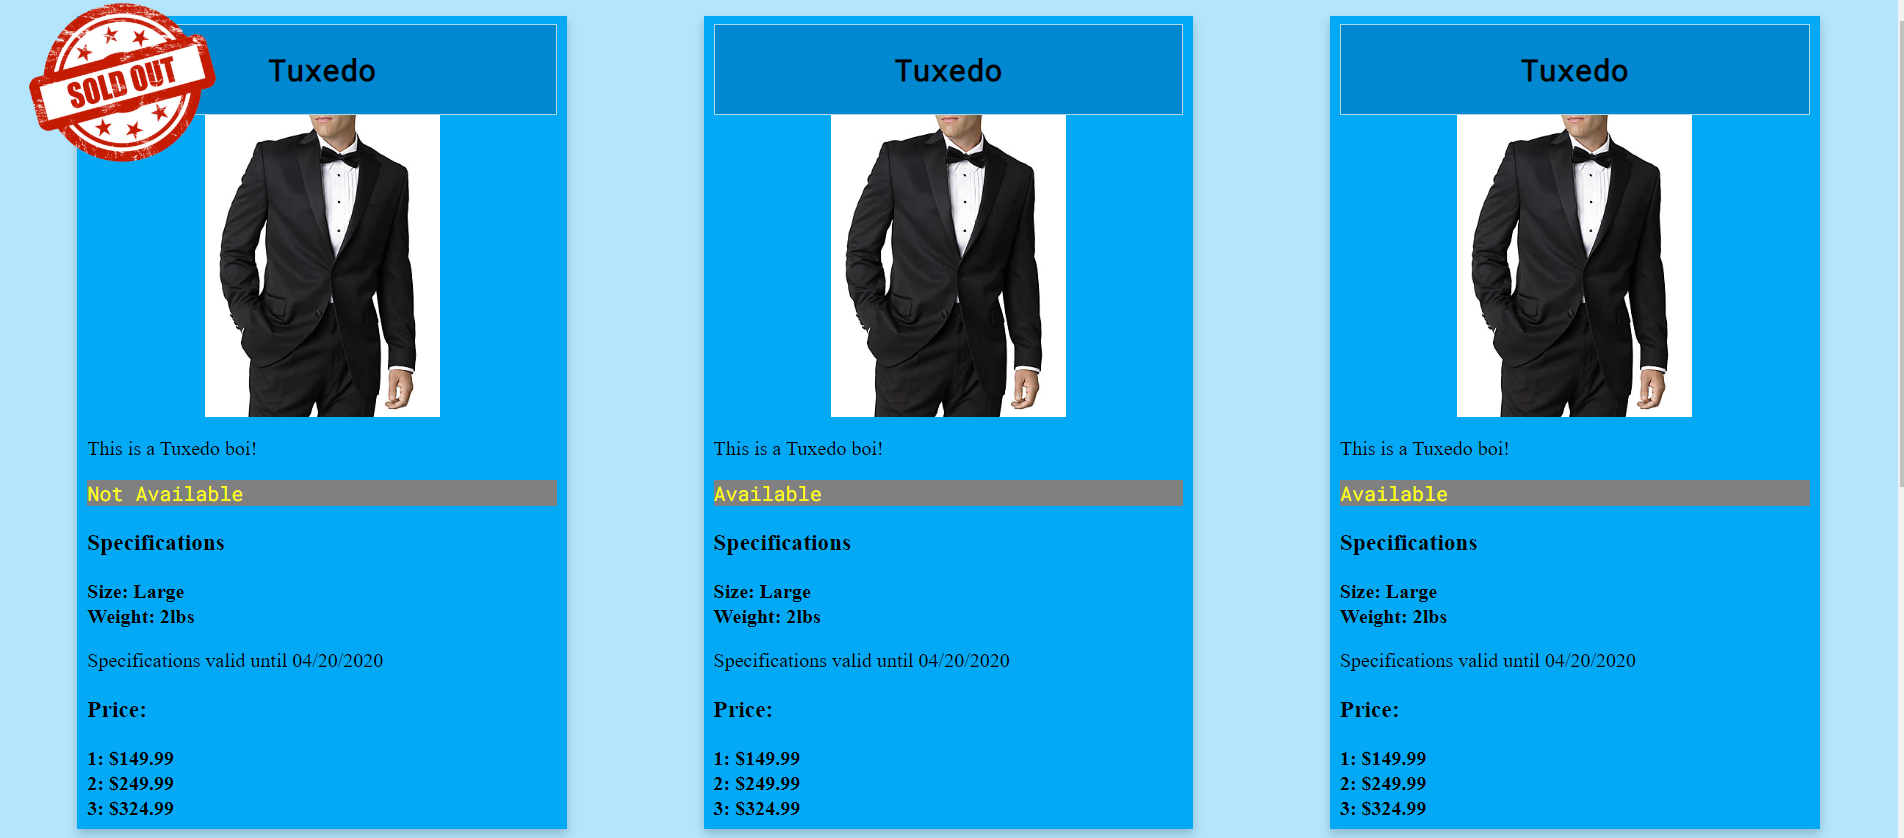 SOLD OUT
Tuxedo
This is a Tuxedo boi!
Not Available
Specifications
Size: Large
Weight: 2lbs
Specifications valid until 04/20/2020
Price:
1: $149.99
2: $249.99
3: $324.99
Tuxedo
This is a Tuxedo boi!
Available
Specifications
Size: Large
Weight: 2lbs
Specifications valid until 04/20/2020
Price:
1: $149.99
2: $249.99
3: $324.99
Tuxedo
This is a Tuxedo boi!
Available
Specifications
Size: Large
Weight: 2lbs
Specifications valid until 04/20/2020
Price:
1: $149.99
2: $249.99
3: $324.99